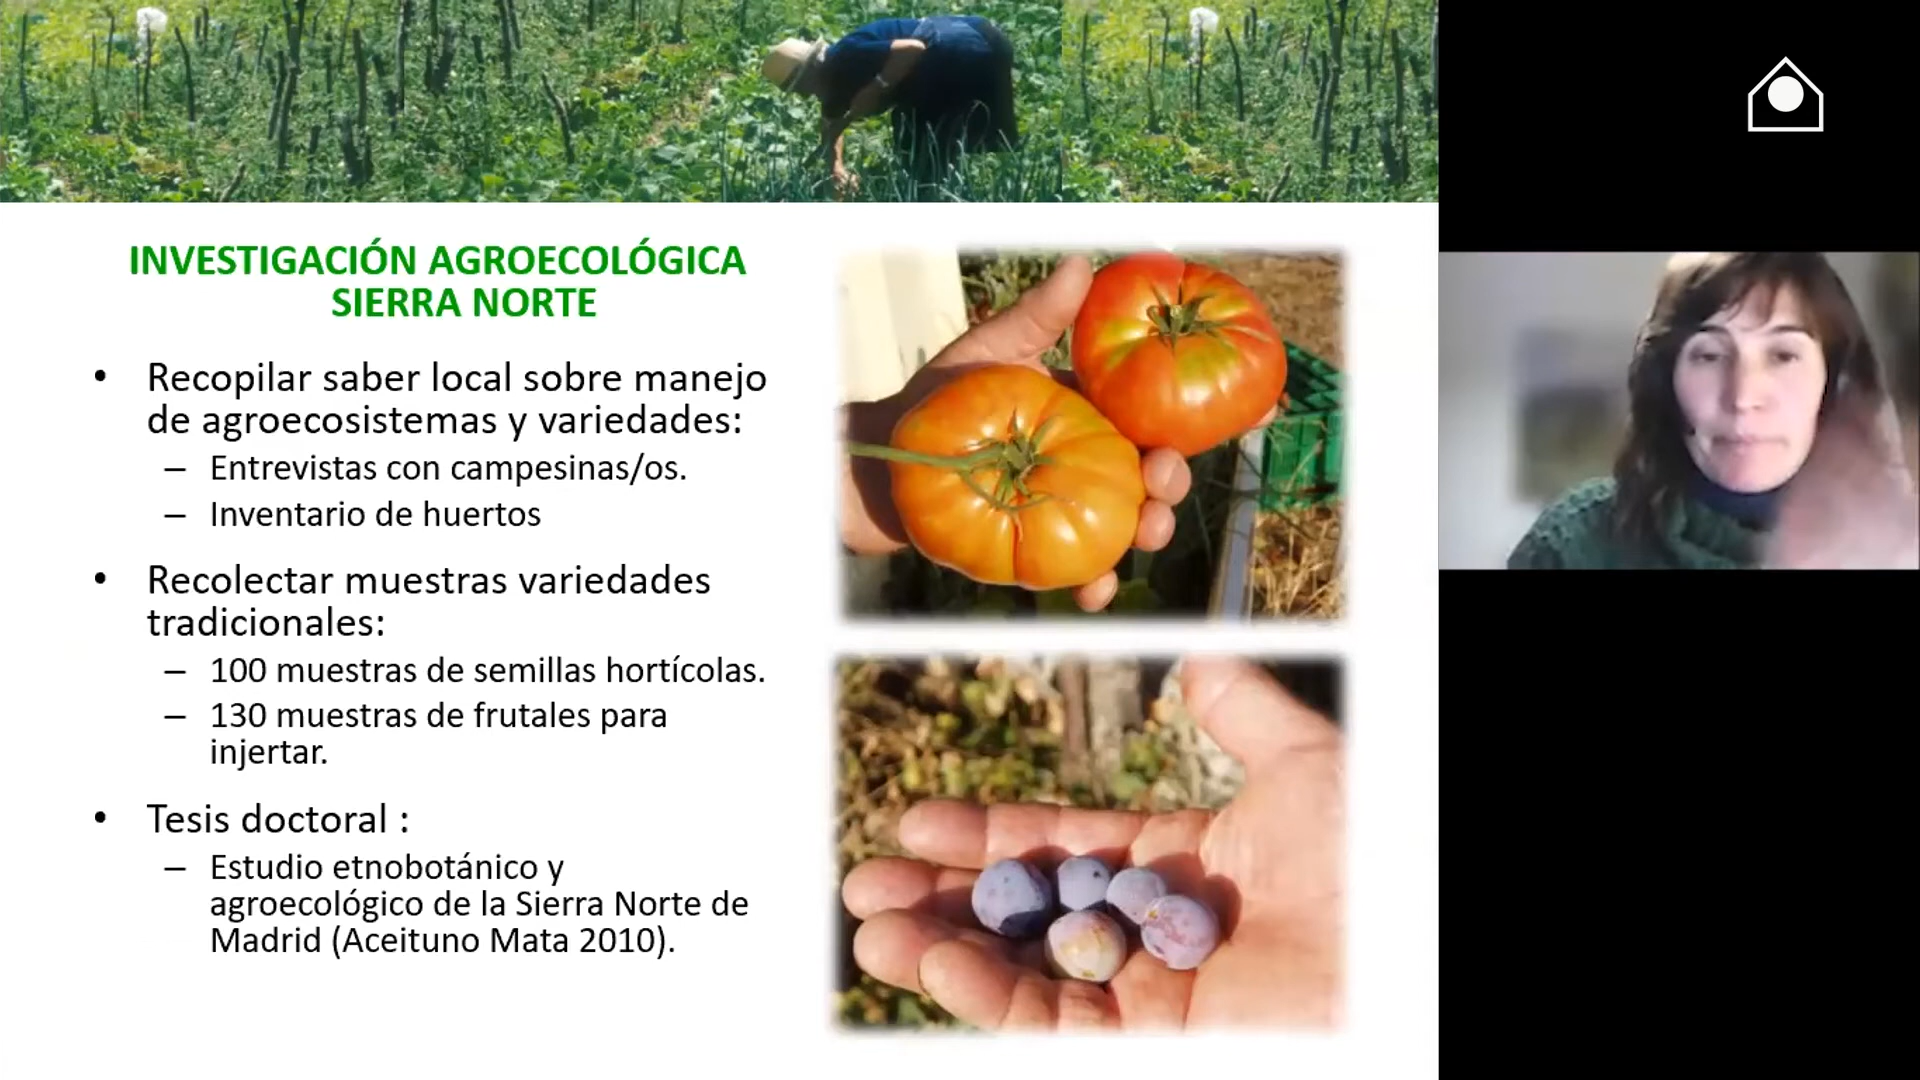 INVESTIGACIÓN AGROECOLÓGICA
SIERRA NORTE
• Recopilar saber local sobre manejo
de agroecosistemas y variedades:
– Entrevistas con campesinas/os.
– Inventario de huertos
• Recolectar muestras variedades
tradicionales:
– 100 muestras de semillas hortícolas.
– 130 muestras de frutales para
injertar.
• Tesis doctoral :
– Estudio etnobotánico y
agroecológico de la Sierra Norte de
Madrid (Aceituno Mata 2010).